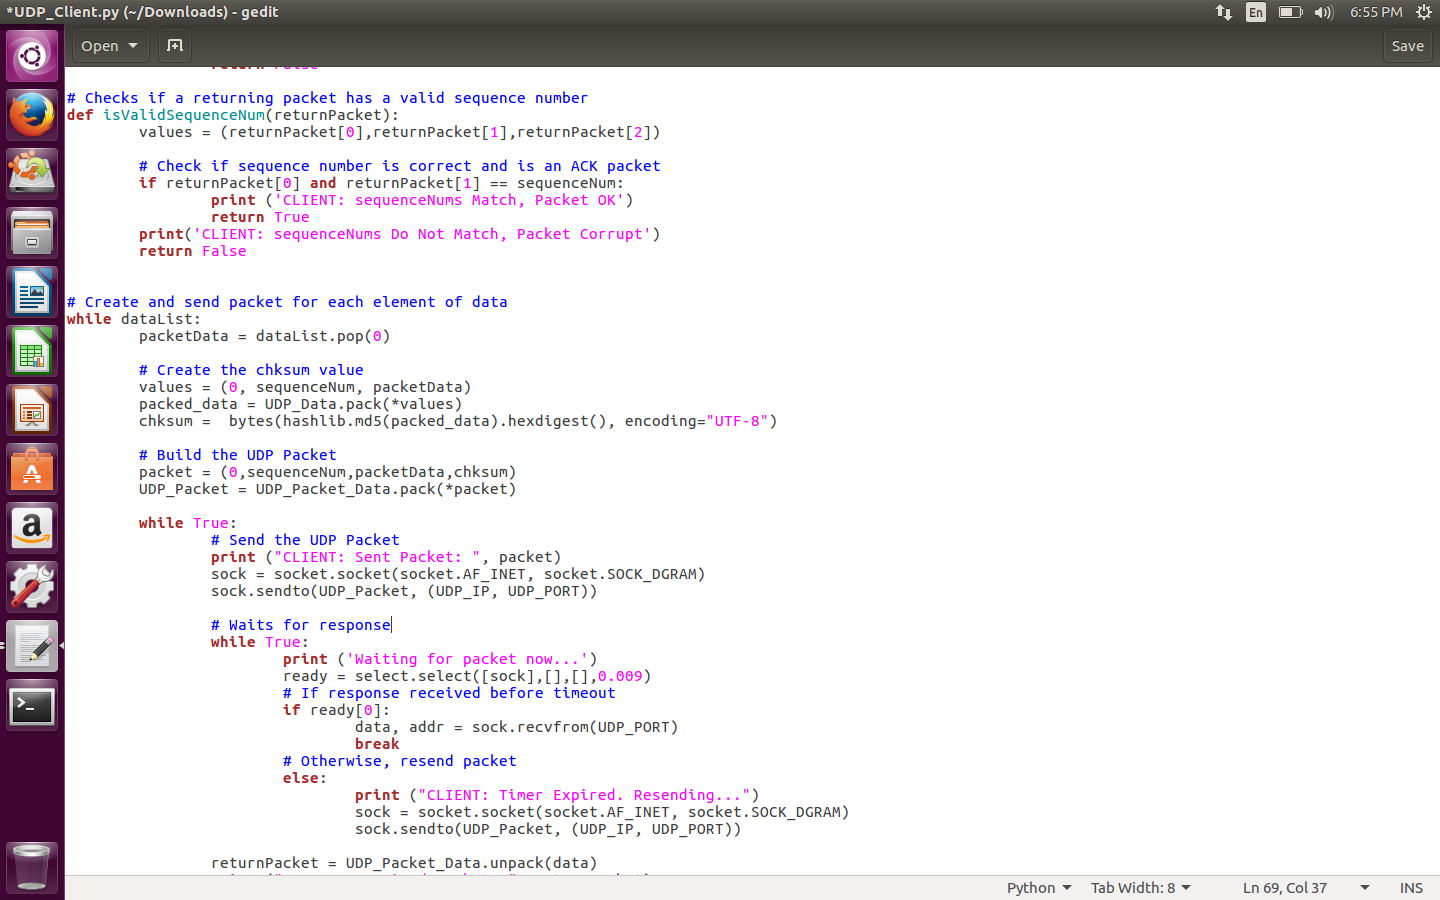 *UDP_Client.py (~/Downloads) - gedit
En
6:55 PM
Open
Save
return False
# Checks if a returning packet has a valid sequence number
def isValidSequenceNum(returnPacket):
values = (returnPacket[0],returnPacket[1],returnPacket[2])
# Check if sequence number is correct and is an ACK packet
if returnPacket[0] and returnPacket[1] == sequenceNum:
print ('CLIENT: sequenceNums Match, Packet OK')
return True
print('CLIENT: sequenceNums Do Not Match, Packet Corrupt')
return False
# Create and send packet for each element of data
while dataList:
packetData = dataList.pop(0)
# Create the chksum value
values = (0, sequenceNum, packetData)
packed_data = UDP_Data.pack(*values)
chksum =  bytes(hashlib.md5(packed_data).hexdigest(), encoding="UTF-8")
# Build the UDP Packet
packet = (0,sequenceNum,packetData,chksum)
UDP_Packet = UDP_Packet_Data.pack(*packet)
while True:
# Send the UDP Packet
print ("CLIENT: Sent Packet: ", packet)
sock = socket.socket(socket.AF_INET, socket.SOCK_DGRAM)
sock.sendto(UDP_Packet, (UDP_IP, UDP_PORT))
# Waits for response
while True:
print ('Waiting for packet now...')
ready = select.select([sock],[],[],0.009)
# If response received before timeout
if ready[0]:
data, addr = sock.recvfrom(UDP_PORT)
break
# Otherwise, resend packet
else:
print ("CLIENT: Timer Expired. Resending...")
sock = socket.socket(socket.AF_INET, socket.SOCK_DGRAM)
sock.sendto(UDP_Packet, (UDP_IP, UDP_PORT))
returnPacket = UDP_Packet_Data.unpack(data)
Python
Tab Width: 8
Ln 69, Col 37
INS